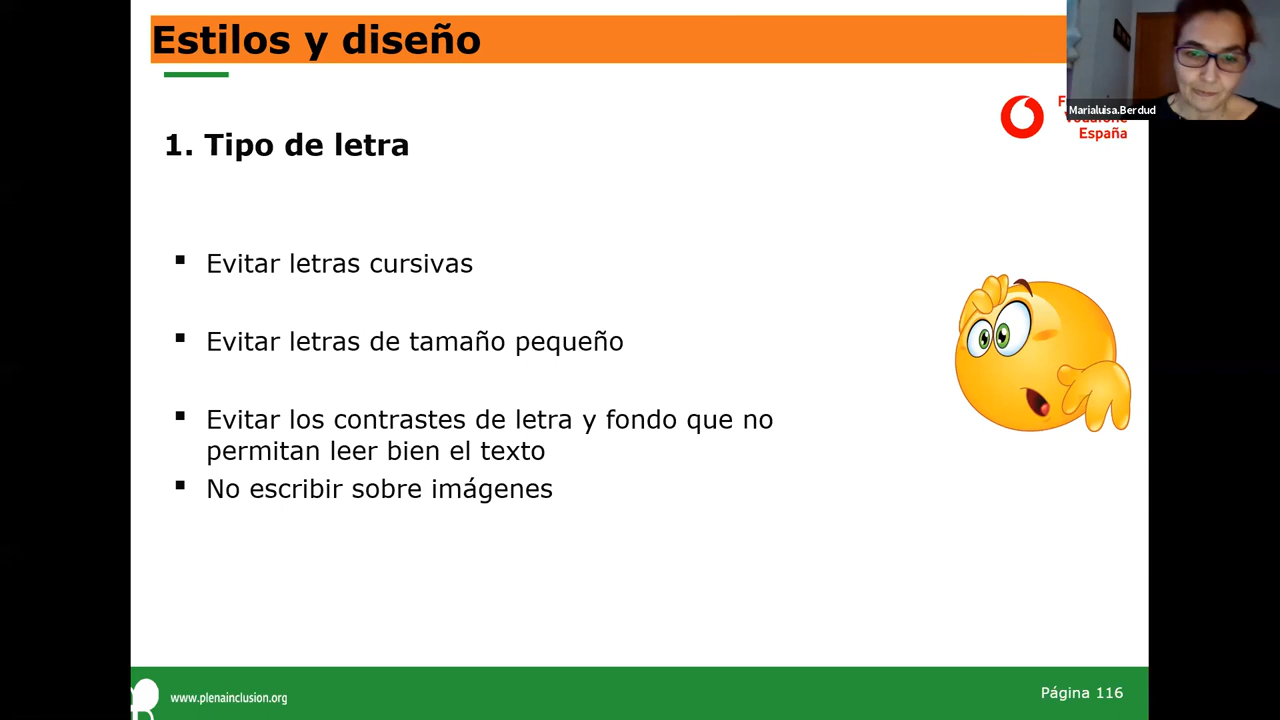 Estilos y diseño
Marialuisa.Berdud
España
1. Tipo de letra
▪ Evitar letras cursivas
▪ Evitar letras de tamaño pequeño
▪ Evitar los contrastes de letra y fondo que no
permitan leer bien el texto
▪ No escribir sobre imágenes
www.plenainclusion.org
Página 116